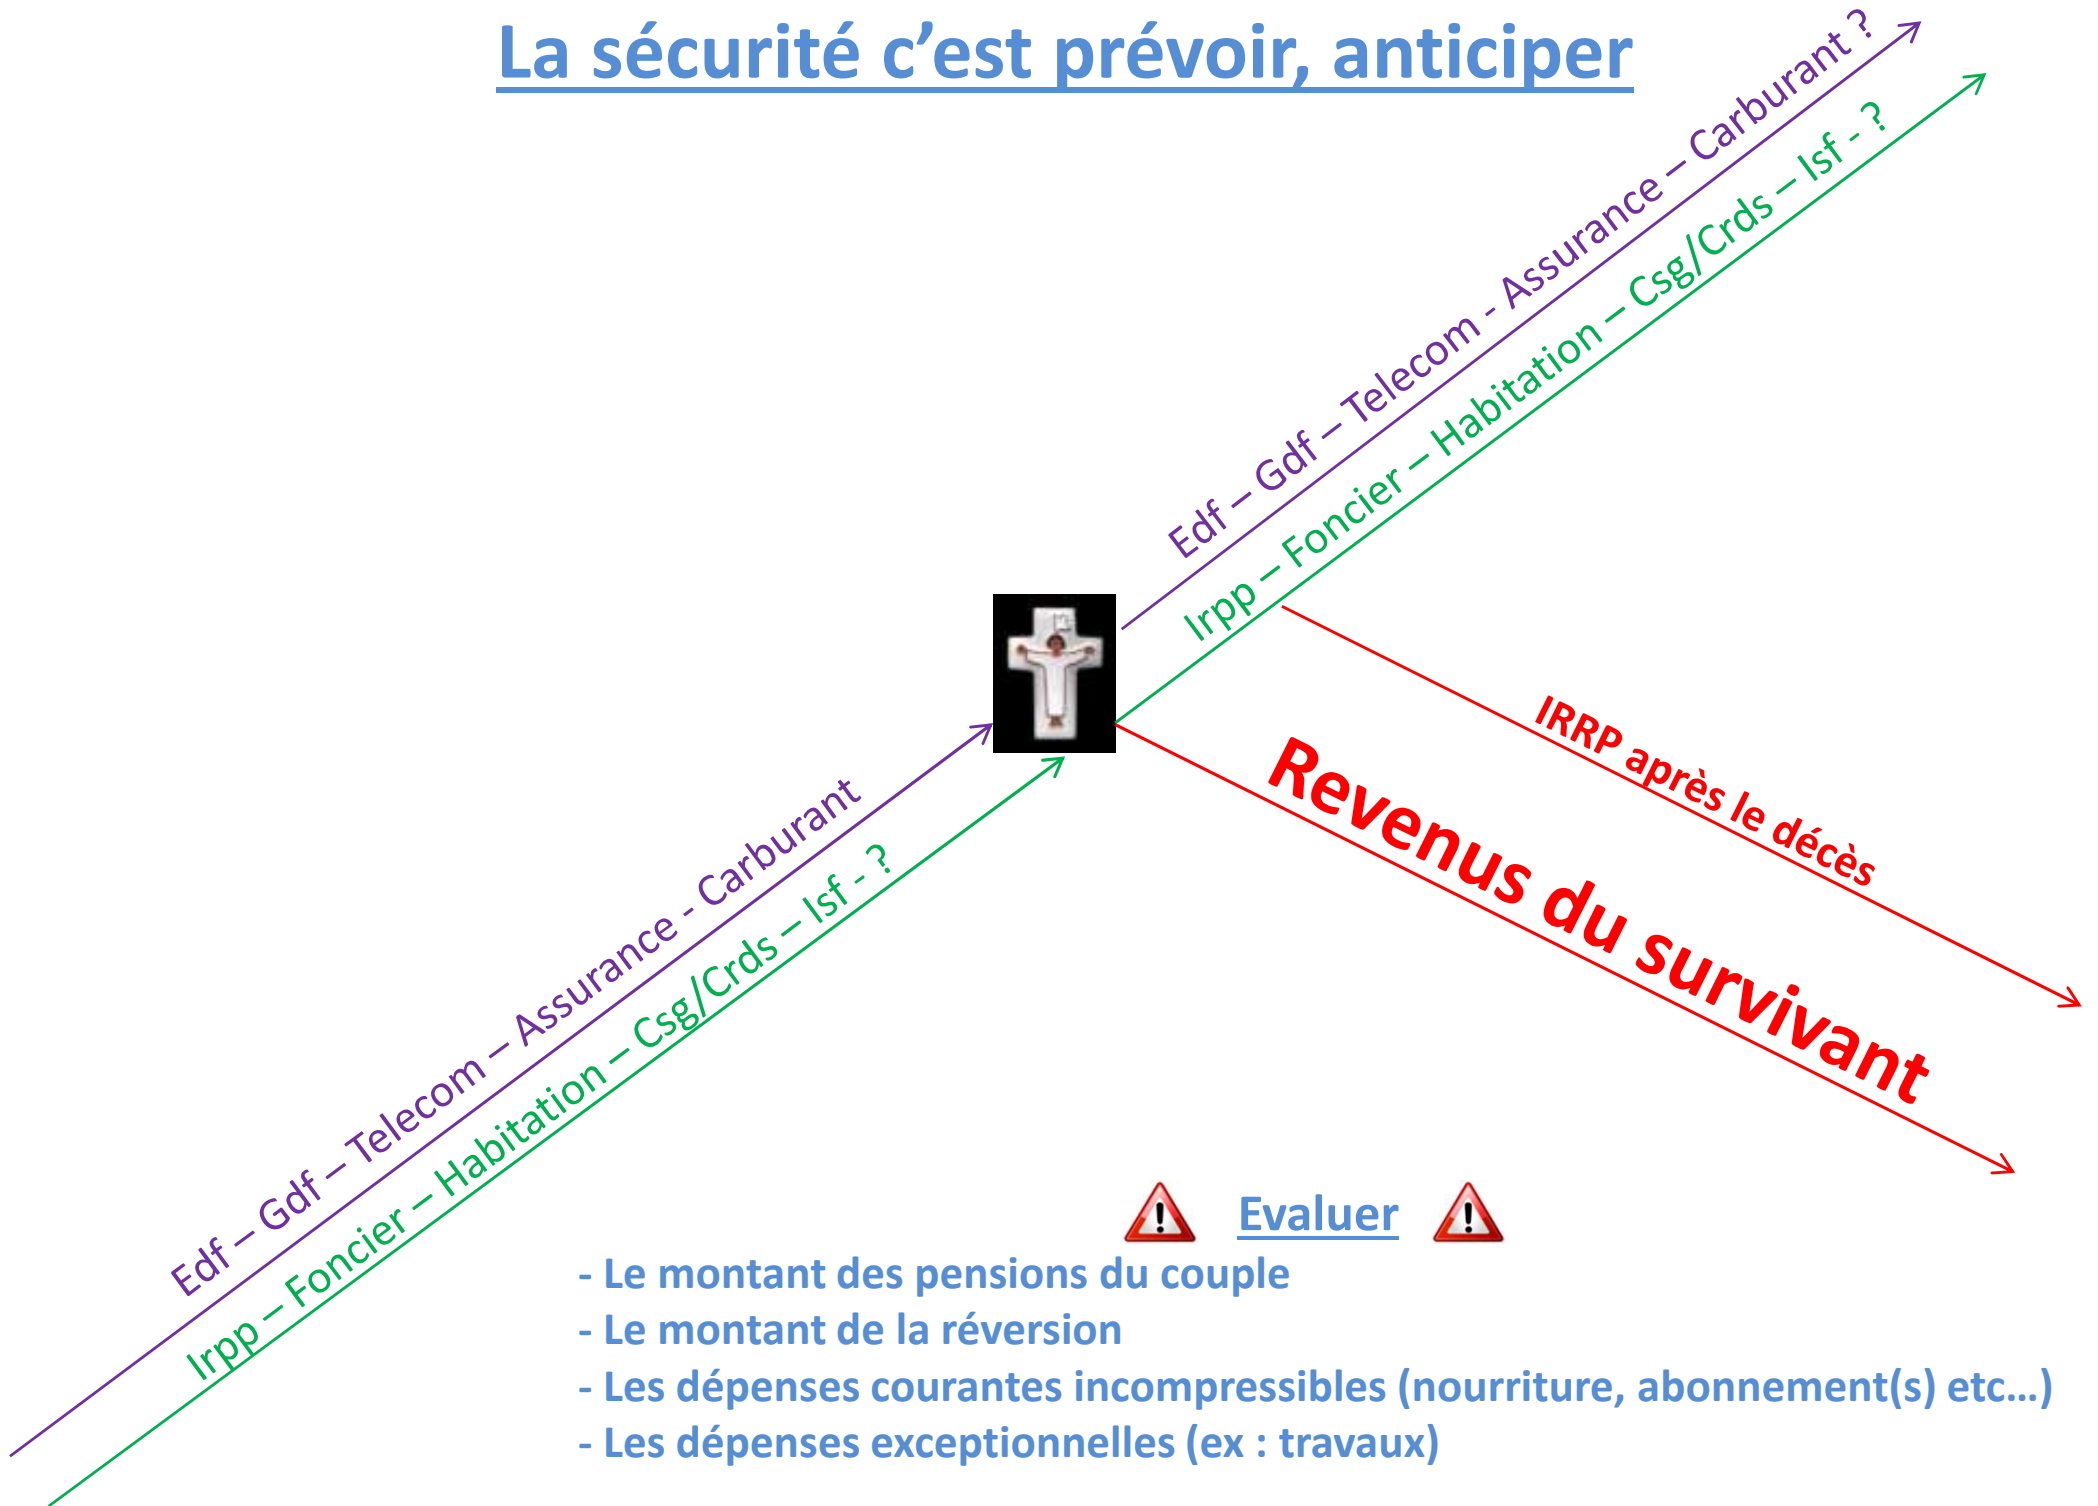 La sécurité c’est prévoir, anticiper
Edf – Gdf – Telecom - Assurance – Carburant ?
Irpp – Foncier – Habitation – Csg/Crds – Isf - ?
IRRP après le décès
Revenus du survivant
Edf – Gdf – Telecom – Assurance - Carburant
Irpp – Foncier – Habitation – Csg/Crds – Isf - ?
Evaluer
- Le montant des pensions du couple
- Le montant de la réversion
- Les dépenses courantes incompressibles (nourriture, abonnement(s) etc…)
- Les dépenses exceptionnelles (ex : travaux)